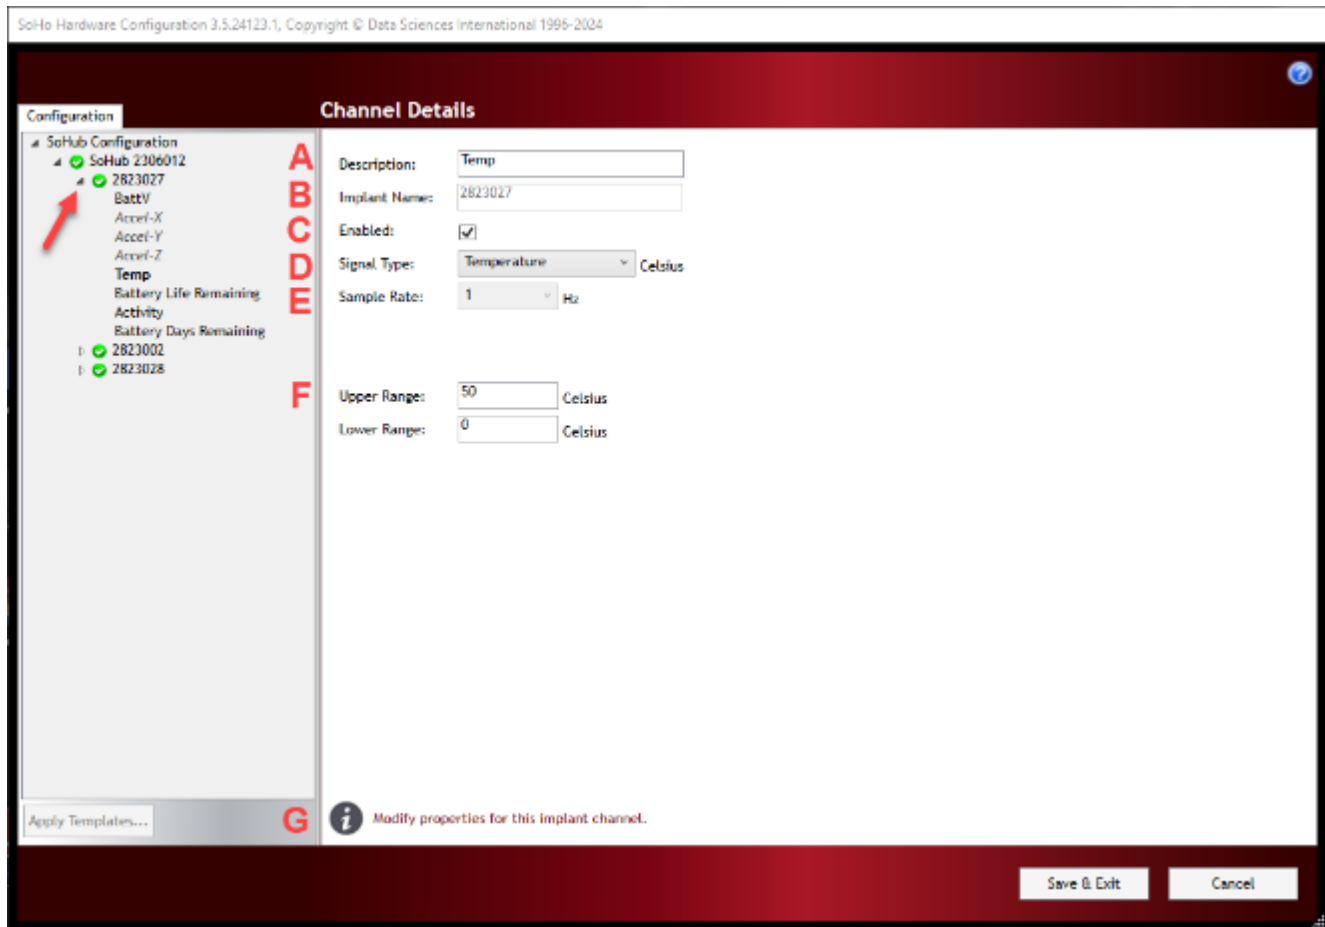 SoHo Hardware Configuration 3.5.24123.1, Copyright © Data Sciences International 1996-2024
Configuration
Channel Details
SoHub Configuration
SoHub 2306012
2823027
BattV
Accel-X
Accel-Y
Accel-Z
Temp
Battery Life Remaining
Activity
Battery Days Remaining
2823002
2823028
A
Description: Temp
B
Implant Name: 2823027
C
Enabled:
D
Signal Type: Temperature Celsius
E
Sample Rate: 1 Hz
F
Upper Range: 50 Celsius
Lower Range: 0 Celsius
Apply Templates...
G
Modify properties for this implant channel.
Save & Exit
Cancel